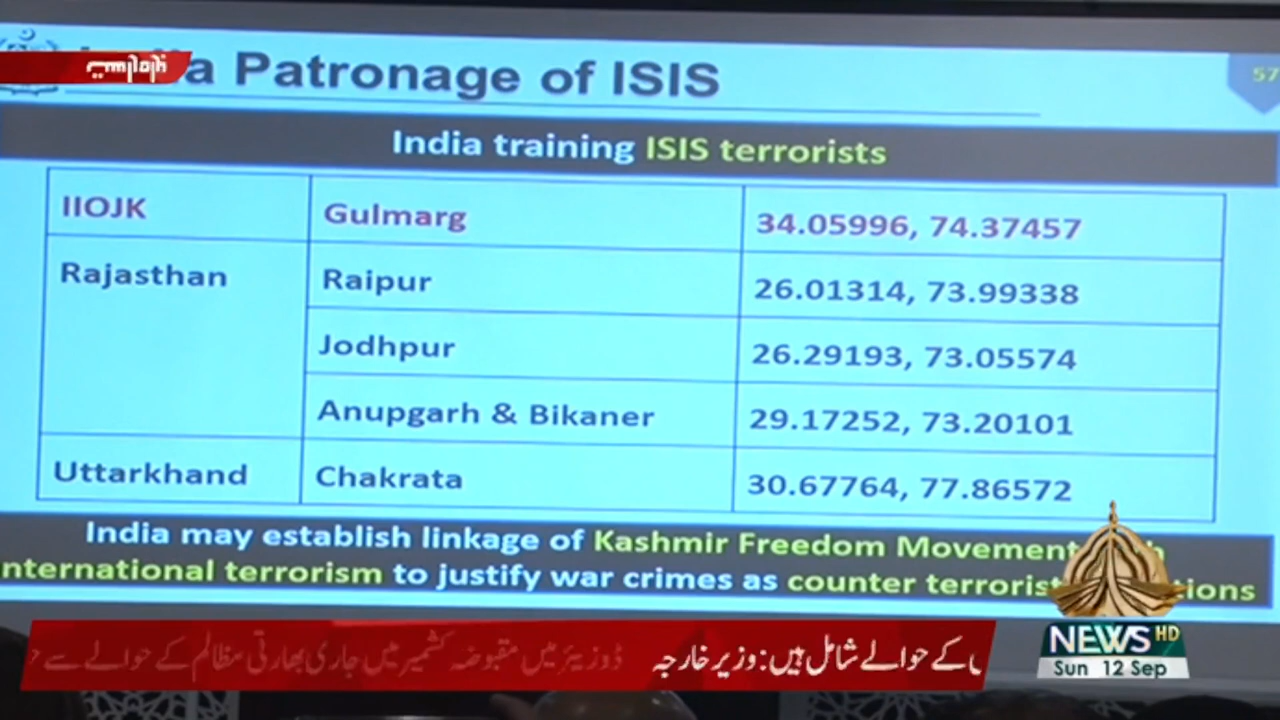 a Patronage of ISIS
57
India training ISIS terrorists
IIOJK Gulmarg 34.05996, 74.37457
Rajasthan Raipur 26.01314, 73.99338
Jodhpur 26.29193, 73.05574
Anupgarh & Bikaner 29.17252, 73.20101
Uttarkhand Chakrata 30.67764, 77.86572
India may establish linkage of Kashmir Freedom Movement
nternational terrorism to justify war crimes as counter terrorist
کے حوالے شامل ہیں: وزیر خارجہ
ڈوزیئر میں مقبوضہ کشمیر میں جاری بھارتی مظالم کے حوالے سے
NEWS HD
Sun 12 Sep